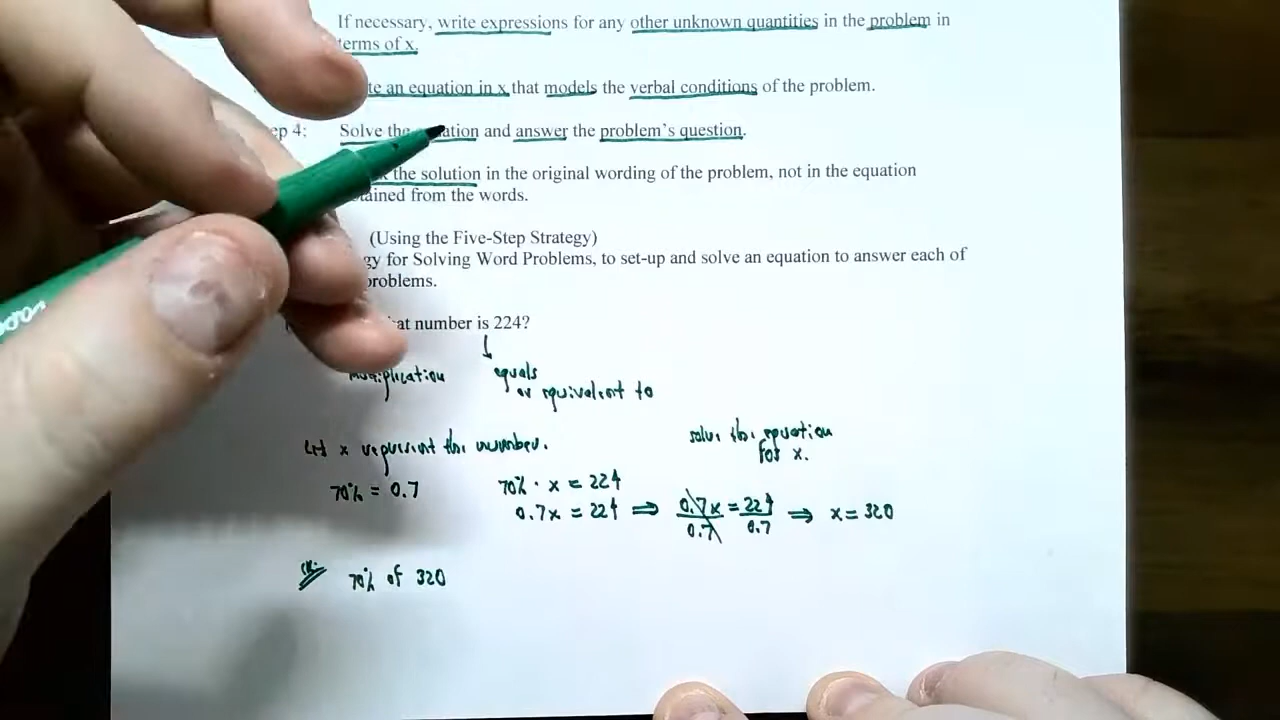 If necessary, write expressions for any other unknown quantities in the problem in
terms of x.
te an equation in x that models the verbal conditions of the problem.
ep 4: Solve the ation and answer the problem's question.
the solution in the original wording of the problem, not in the equation
ained from the words.
(Using the Five-Step Strategy)
gy for Solving Word Problems, to set-up and solve an equation to answer each of
problems.
at number is 224?
multiplication equals
or equivalent to
Let x represent the number.
solve the equation
for x.
70% = 0.7
70% · x = 224
0.7x = 224 ⇒ 0.7x/0.7 = 224/0.7 ⇒ x = 320
CK: 70% of 320